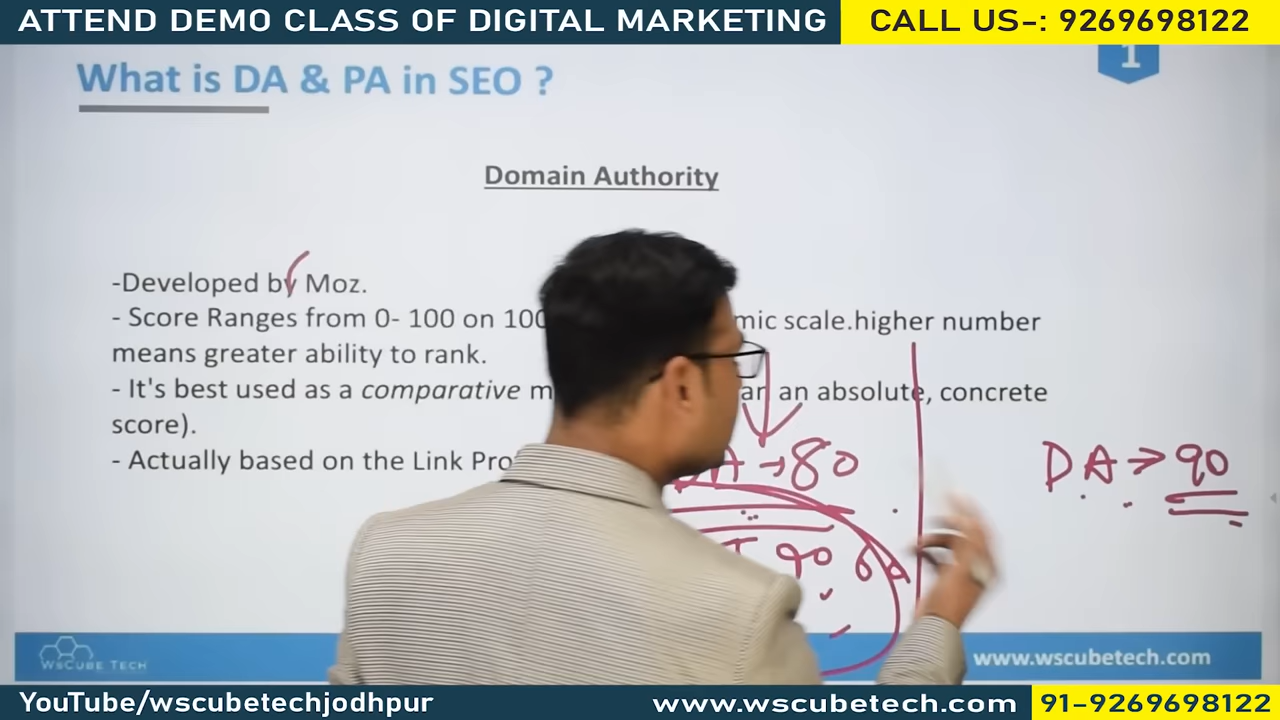 ATTEND DEMO CLASS OF DIGITAL MARKETING
CALL US-: 9269698122
1
What is DA & PA in SEO ?
Domain Authority
-Developed by Moz.
- Score Ranges from 0- 100 on 100 mic scale.higher number
means greater ability to rank.
- It's best used as a comparative an absolute, concrete
score).
- Actually based on the Link
DA → 80
DA → 90
90
WsCube Tech
www.wscubetech.com
YouTube/wscubetechjodhpur
www.wscubetech.com
91-9269698122